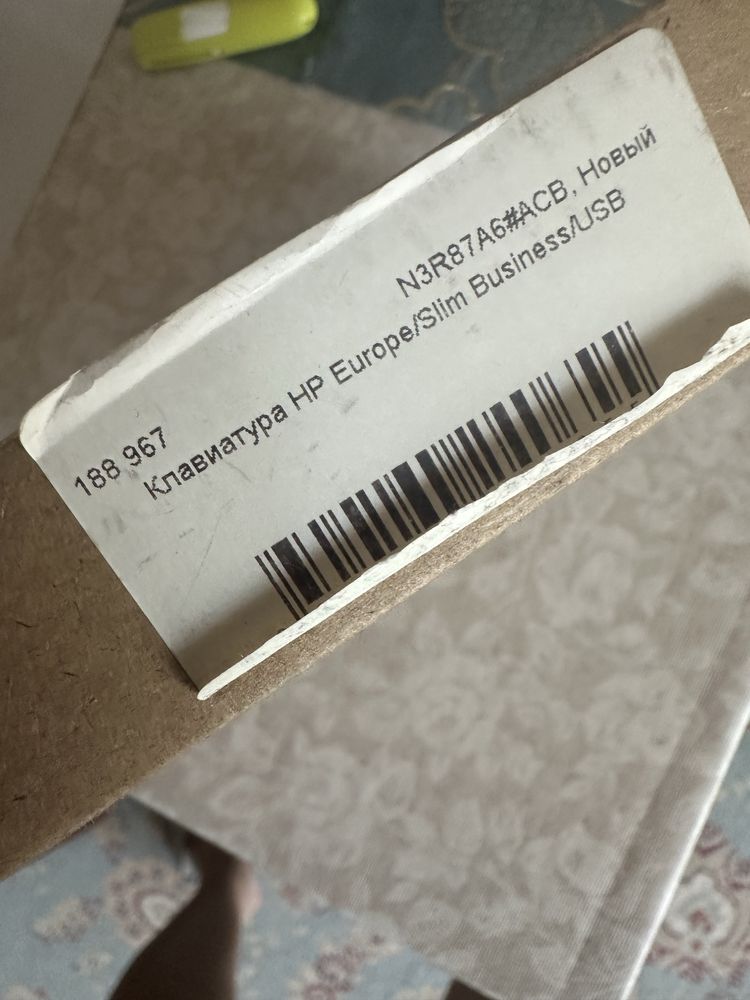 N3R87A6#ACB, Новый
188 967
Клавиатура HP Europe/Slim Business/USB